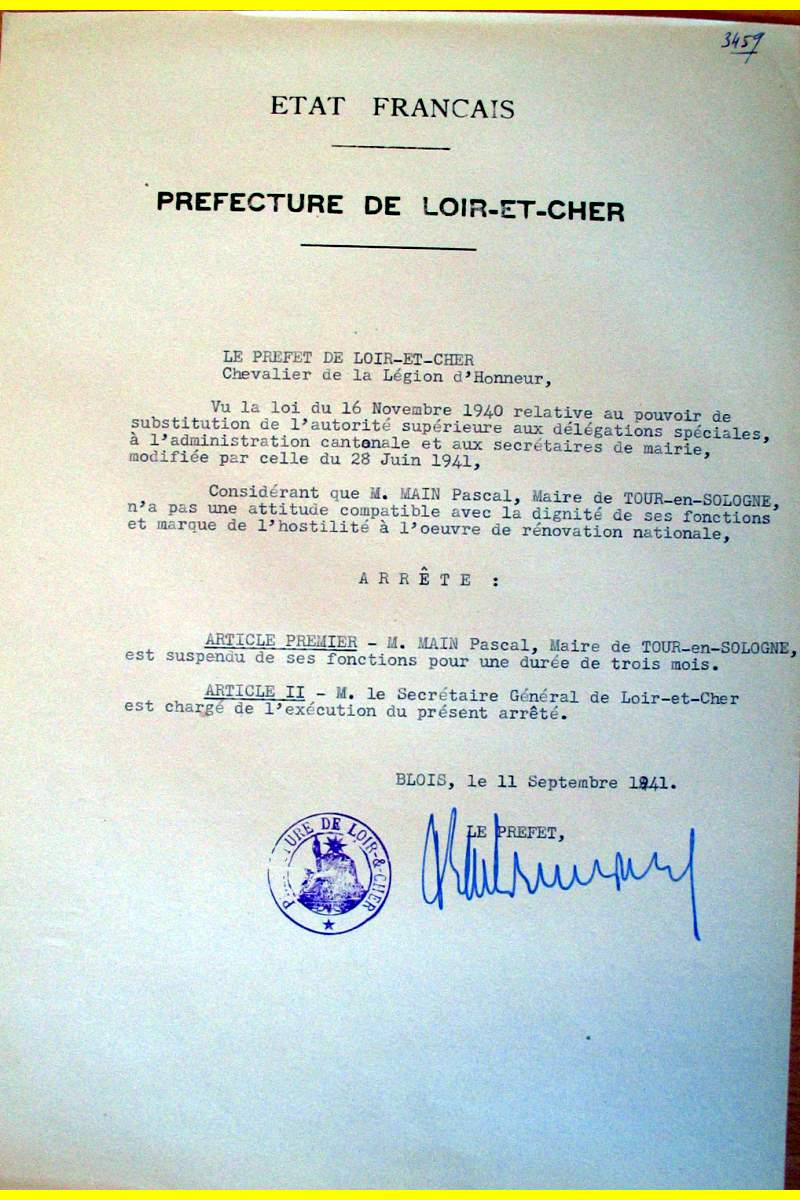 3459
ETAT FRANCAIS
PREFECTURE DE LOIR-ET-CHER
LE PREFET DE LOIR-ET-CHER
Chevalier de la Légion d'Honneur,
Vu la loi du 16 Novembre 1940 relative au pouvoir de
substitution de l'autorité supérieure aux délégations spéciales,
à l'administration cantonale et aux secrétaires de mairie,
modifiée par celle du 28 Juin 1941,
Considérant que M. MAIN Pascal, Maire de TOUR-en-SOLOGNE,
n'a pas une attitude compatible avec la dignité de ses fonctions
et marque de l'hostilité à l'oeuvre de rénovation nationale,
ARRÊTE :
ARTICLE PREMIER - M. MAIN Pascal, Maire de TOUR-en-SOLOGNE,
est suspendu de ses fonctions pour une durée de trois mois.
ARTICLE II - M. le Secrétaire Général de Loir-et-Cher
est chargé de l'exécution du présent arrêté.
BLOIS, le 11 Septembre 1941.
LE PREFET,
PREFECTURE DE LOIR-&-CHER